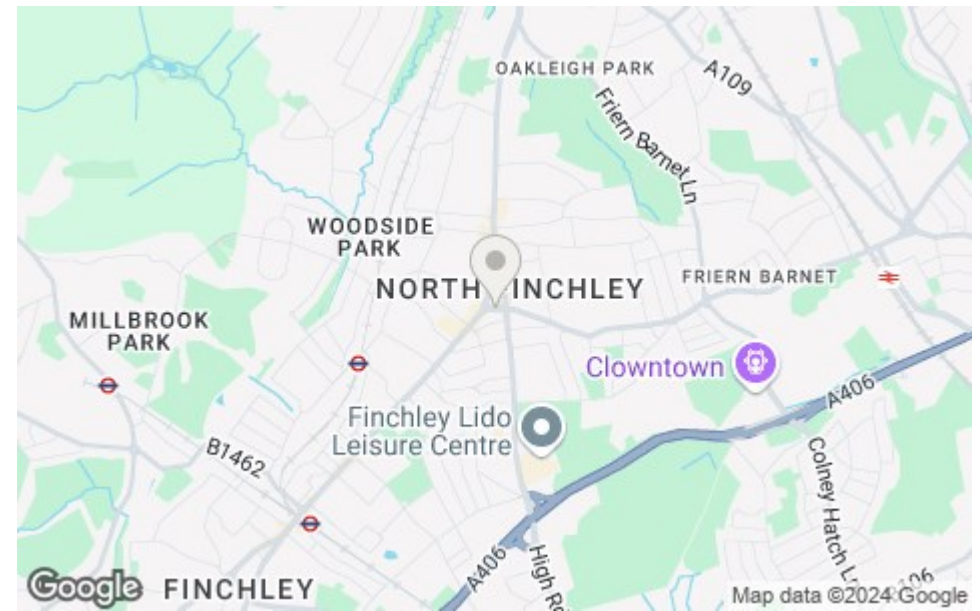 OAKLEIGH PARK
A109
Friern Barnet Ln
WOODSIDE
PARK
NORTH INCHLEY
FRIERN BARNET
MILLBROOK
PARK
Clowntown
A406
Finchley Lido
Leisure Centre
B1462
Colney Hatch L
A406
High R
Google
FINCHLEY
Map data ©2024 Google